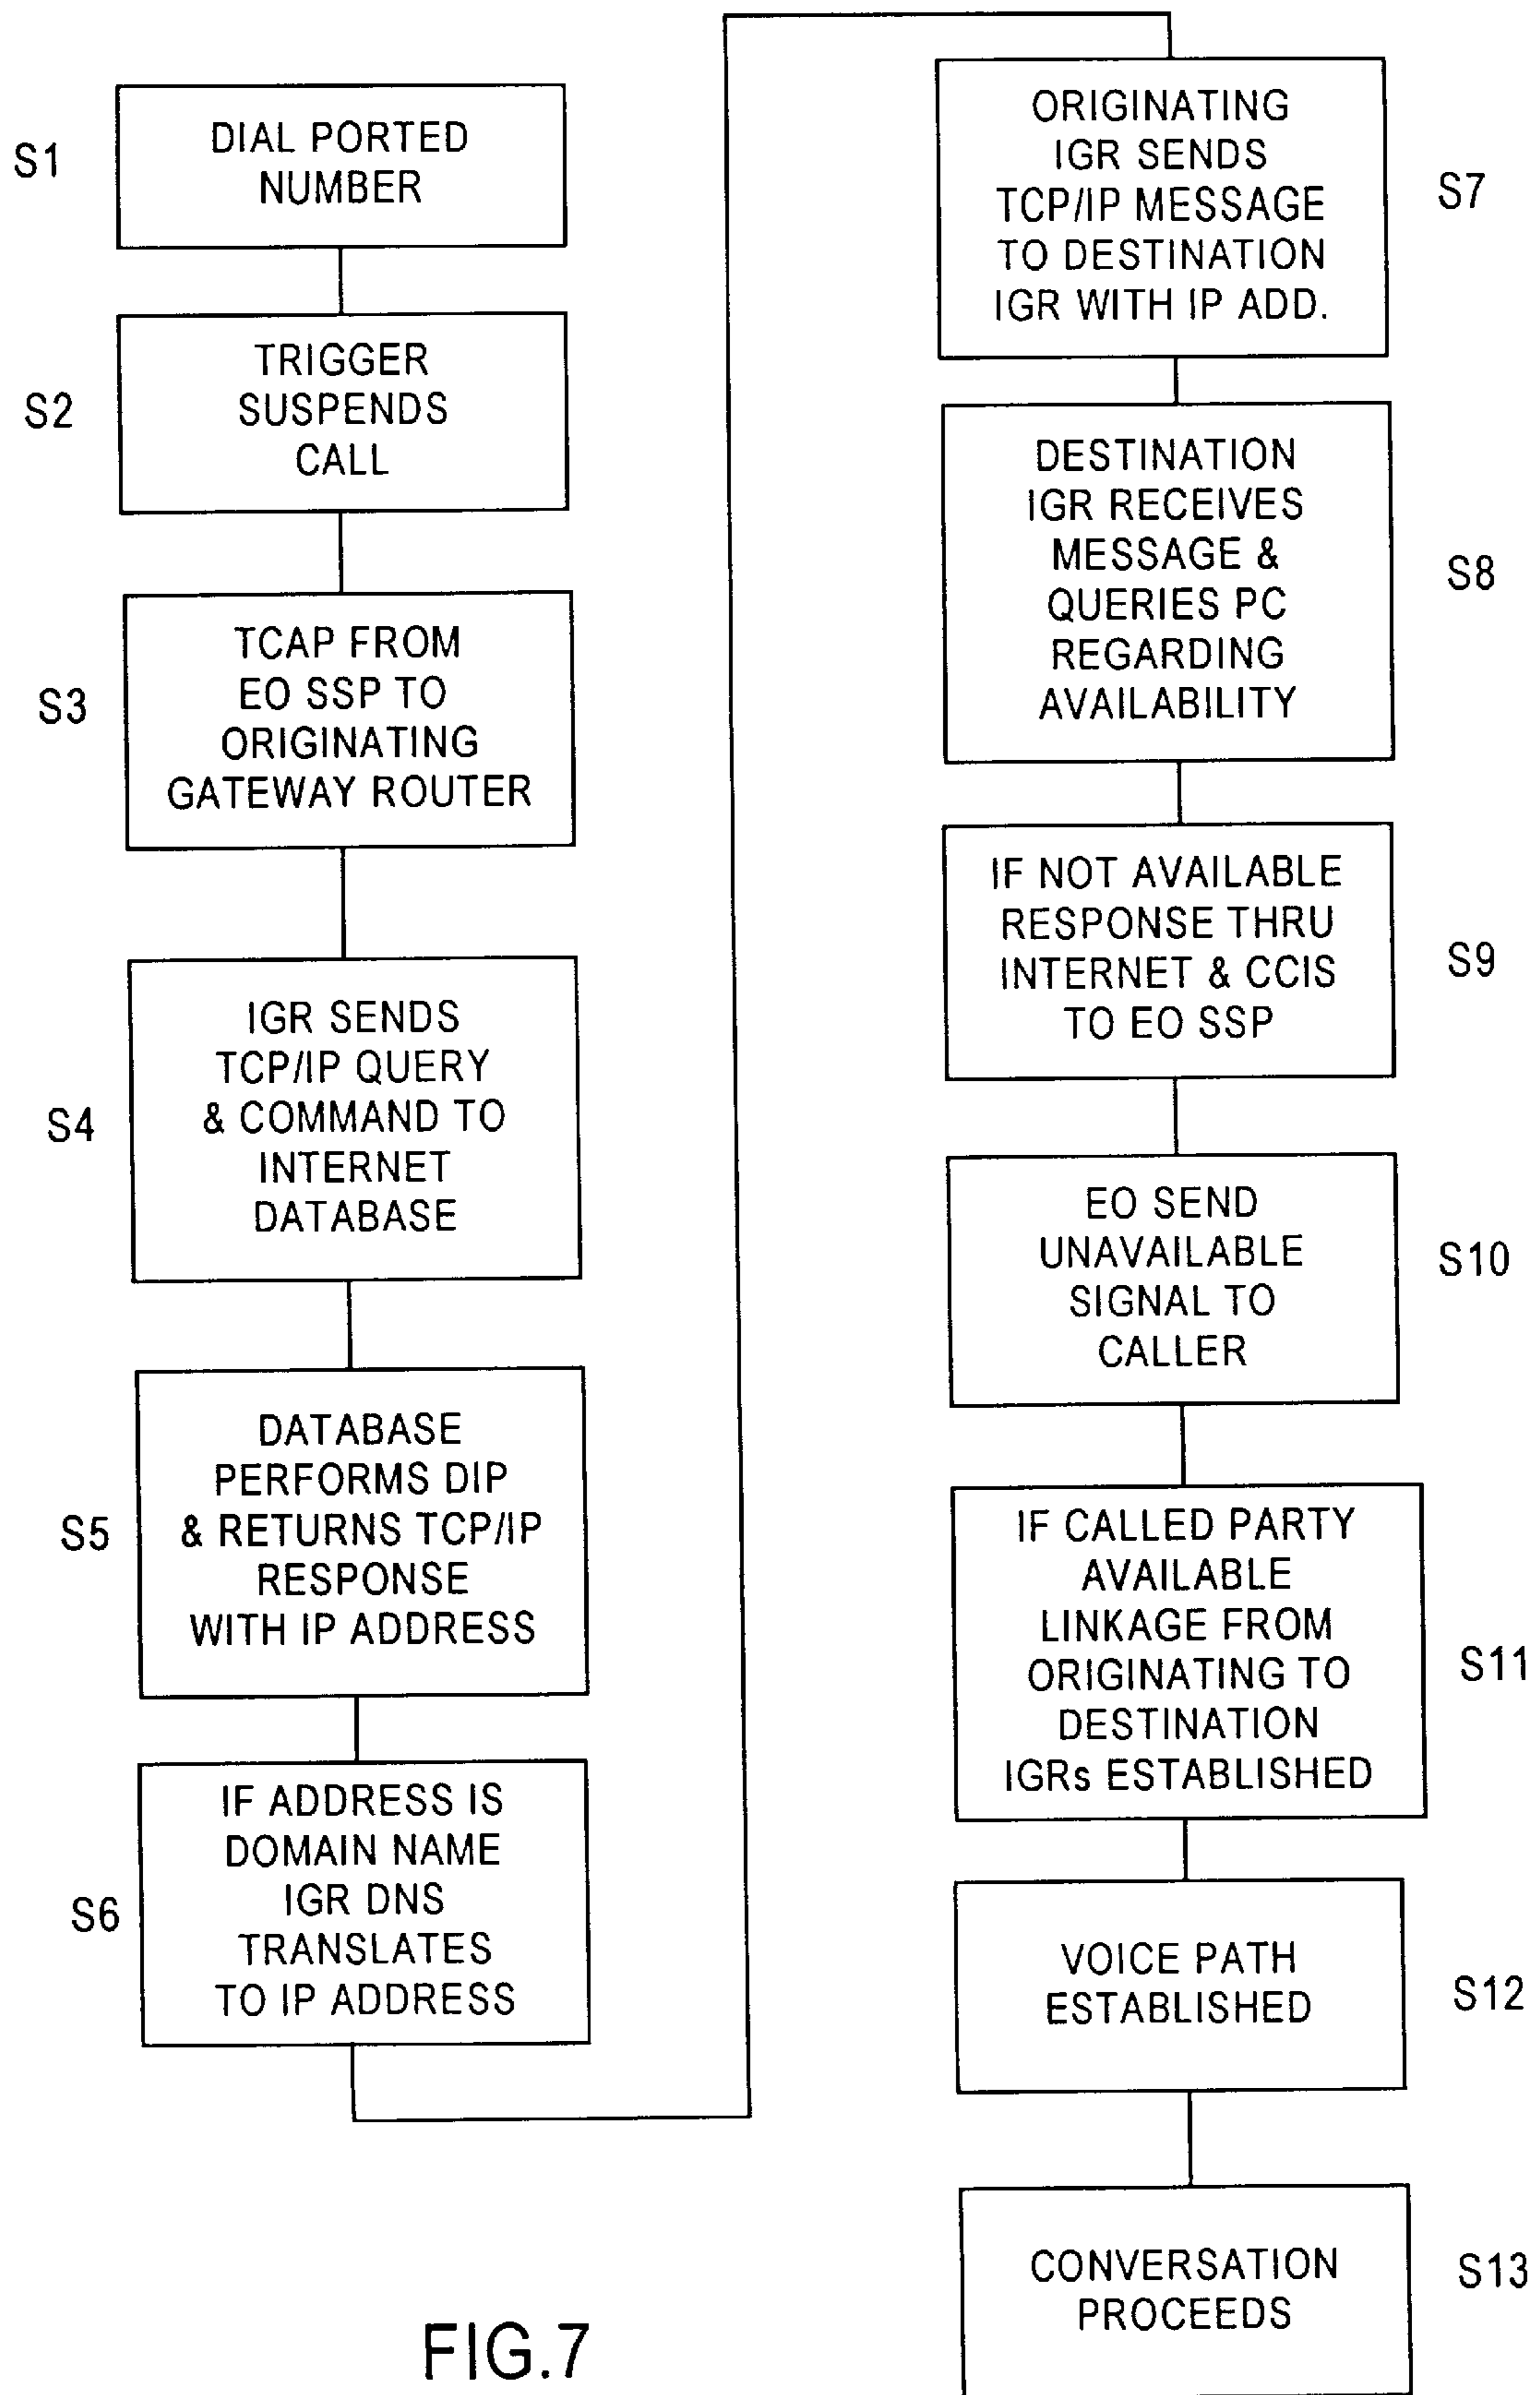 S1
DIAL PORTED
NUMBER
S2
TRIGGER
SUSPENDS
CALL
S3
TCAP FROM
EO SSP TO
ORIGINATING
GATEWAY ROUTER
S4
IGR SENDS
TCP/IP QUERY
& COMMAND TO
INTERNET
DATABASE
S5
DATABASE
PERFORMS DIP
& RETURNS TCP/IP
RESPONSE
WITH IP ADDRESS
S6
IF ADDRESS IS
DOMAIN NAME
IGR DNS
TRANSLATES
TO IP ADDRESS
ORIGINATING
IGR SENDS
TCP/IP MESSAGE
TO DESTINATION
IGR WITH IP ADD.
S7
DESTINATION
IGR RECEIVES
MESSAGE &
QUERIES PC
REGARDING
AVAILABILITY
S8
IF NOT AVAILABLE
RESPONSE THRU
INTERNET & CCIS
TO EO SSP
S9
EO SEND
UNAVAILABLE
SIGNAL TO
CALLER
S10
IF CALLED PARTY
AVAILABLE
LINKAGE FROM
ORIGINATING TO
DESTINATION
IGRs ESTABLISHED
S11
VOICE PATH
ESTABLISHED
S12
CONVERSATION
PROCEEDS
S13
FIG.7